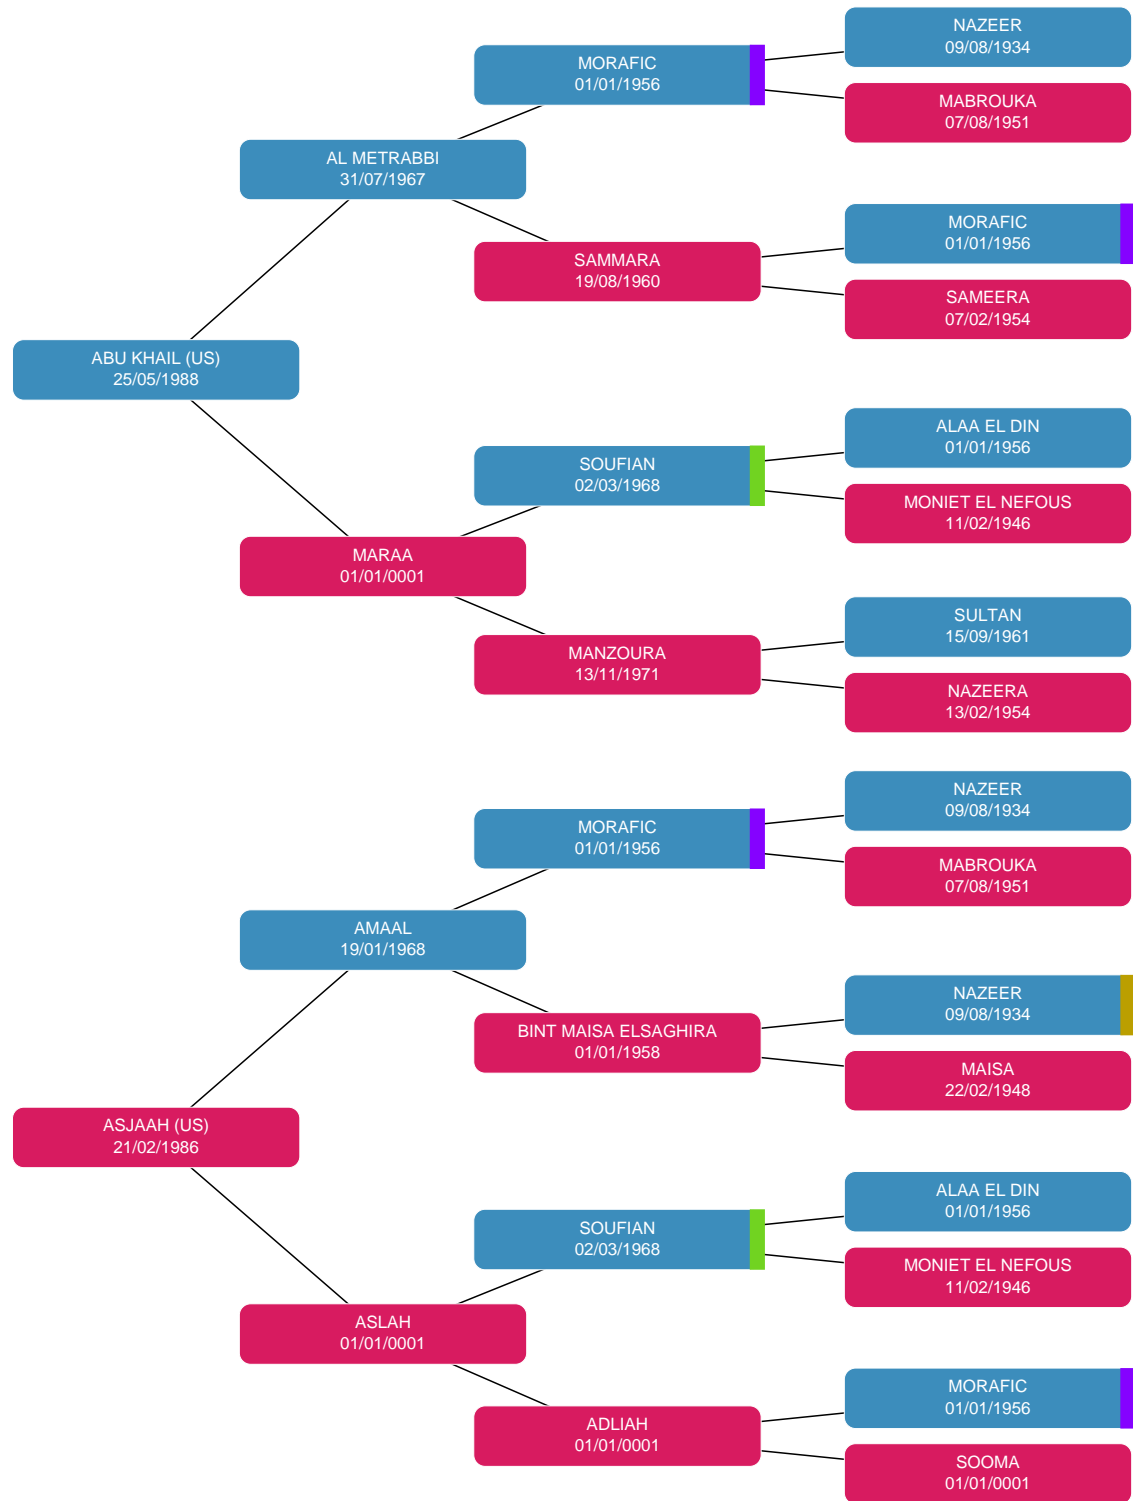 NAZEER
09/08/1934
MORAFIC
01/01/1956
MABROUKA
07/08/1951
AL METRABBI
31/07/1967
MORAFIC
01/01/1956
SAMMARA
19/08/1960
SAMEERA
07/02/1954
ABU KHAIL (US)
25/05/1988
ALAA EL DIN
01/01/1956
SOUFIAN
02/03/1968
MONIET EL NEFOUS
11/02/1946
MARAA
01/01/0001
SULTAN
15/09/1961
MANZOURA
13/11/1971
NAZEERA
13/02/1954
NAZEER
09/08/1934
MORAFIC
01/01/1956
MABROUKA
07/08/1951
AMAAL
19/01/1968
NAZEER
09/08/1934
BINT MAISA ELSAGHIRA
01/01/1958
MAISA
22/02/1948
ASJAAH (US)
21/02/1986
ALAA EL DIN
01/01/1956
SOUFIAN
02/03/1968
MONIET EL NEFOUS
11/02/1946
ASLAH
01/01/0001
MORAFIC
01/01/1956
ADLIAH
01/01/0001
SOOMA
01/01/0001